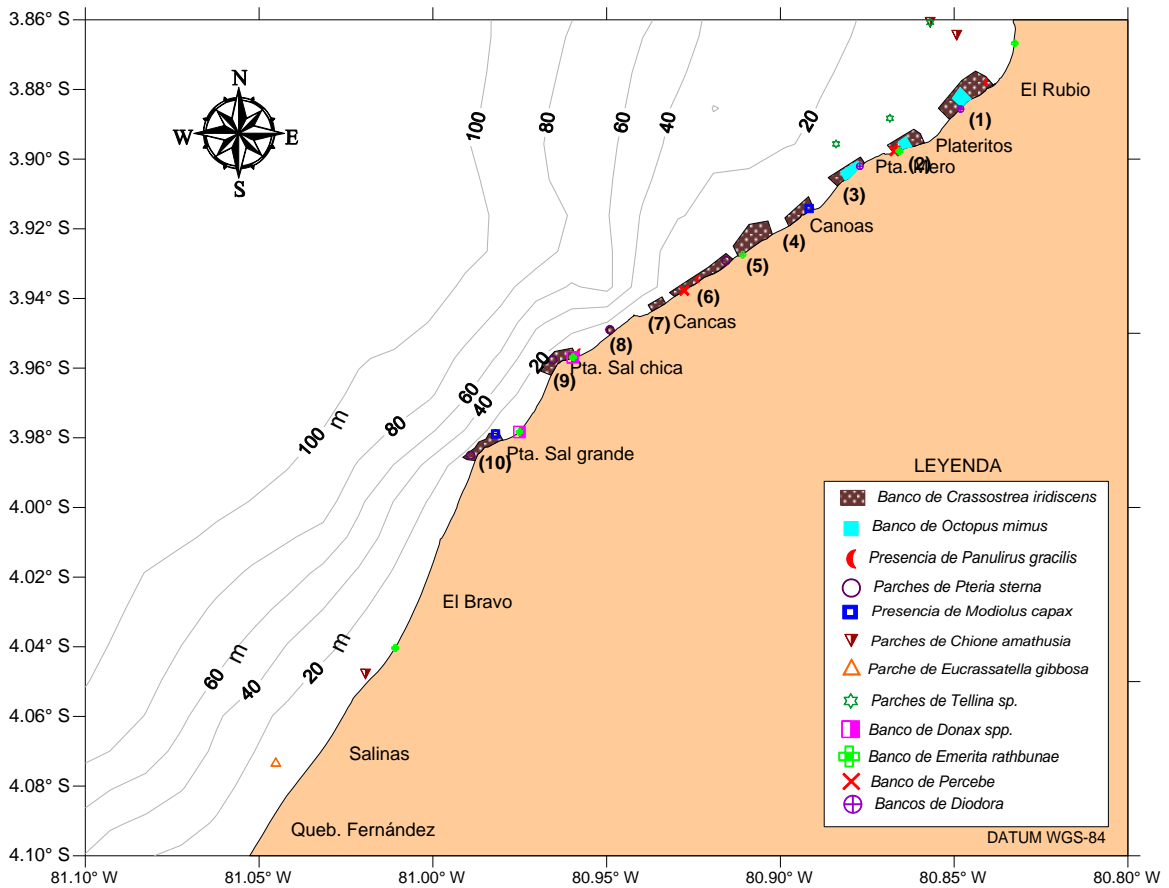 3.86° S
3.88° S
3.90° S
3.92° S
3.94° S
3.96° S
3.98° S
4.00° S
4.02° S
4.04° S
4.06° S
4.08° S
4.10° S
N
W
E
S
100
80
60
40
20
El Rubio
(1)
Plateritos
(2)
Pta. Mero
(3)
Canoas
(4)
(5)
(6)
Cancas
(7)
(8)
20
Pta. Sal chica
(9)
60
40
80
100 m
Pta. Sal grande
(10)
El Bravo
60 m
40
20 m
Salinas
Queb. Fernández
LEYENDA
Banco de Crassostrea iridiscens
Banco de Octopus mimus
Presencia de Panulirus gracilis
Parches de Pteria sterna
Presencia de Modiolus capax
Parches de Chione amathusia
Parche de Eucrassatella gibbosa
Parches de Tellina sp.
Banco de Donax spp.
Banco de Emerita rathbunae
Banco de Percebe
Bancos de Diodora
DATUM WGS-84
81.10° W
81.05° W
81.00° W
80.95° W
80.90° W
80.85° W
80.80° W